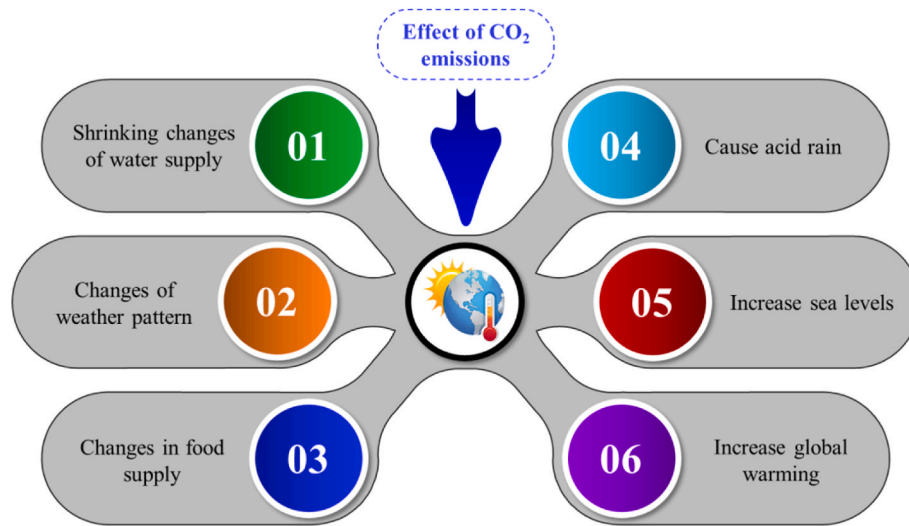 Effect of CO₂
emissions
Shrinking changes
of water supply
01
Changes of
weather pattern
02
Changes in food
supply
03
04
Cause acid rain
05
Increase sea levels
06
Increase global
warming